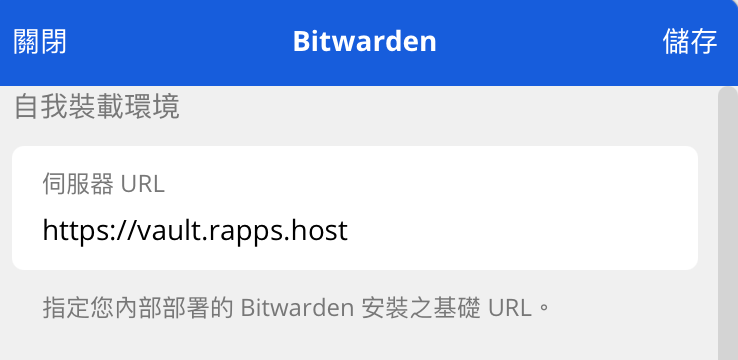 關閉 Bitwarden 儲存
自我裝載環境
伺服器 URL
https://vault.rapps.host
指定您內部部署的 Bitwarden 安裝之基礎 URL。